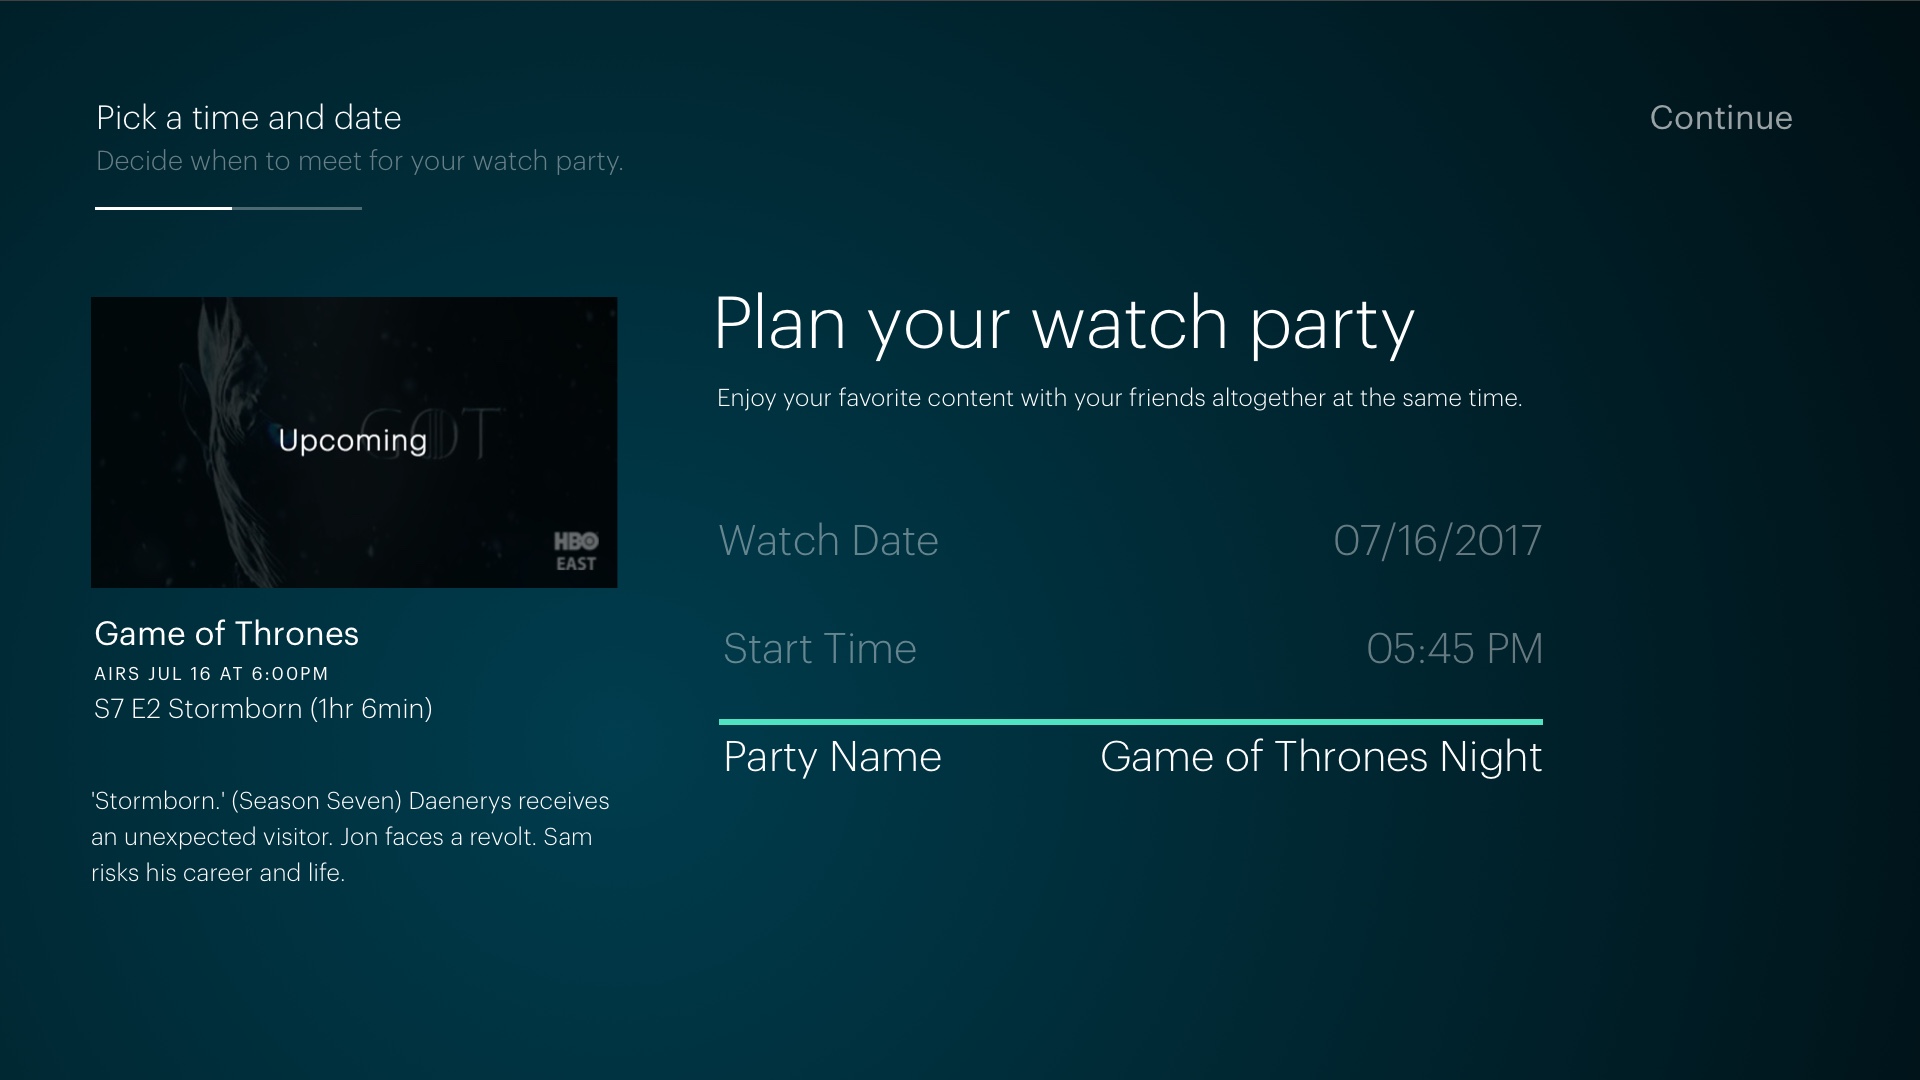 Pick a time and date
Continue
Decide when to meet for your watch party.
Plan your watch party
Enjoy your favorite content with your friends altogether at the same time.
GOT
Upcoming
HBO
EAST
Watch Date 07/16/2017
Game of Thrones
AIRS JUL 16 AT 6:00PM
S7 E2 Stormborn (1hr 6min)
Start Time 05:45 PM
Party Name Game of Thrones Night
'Stormborn.' (Season Seven) Daenerys receives
an unexpected visitor. Jon faces a revolt. Sam
risks his career and life.